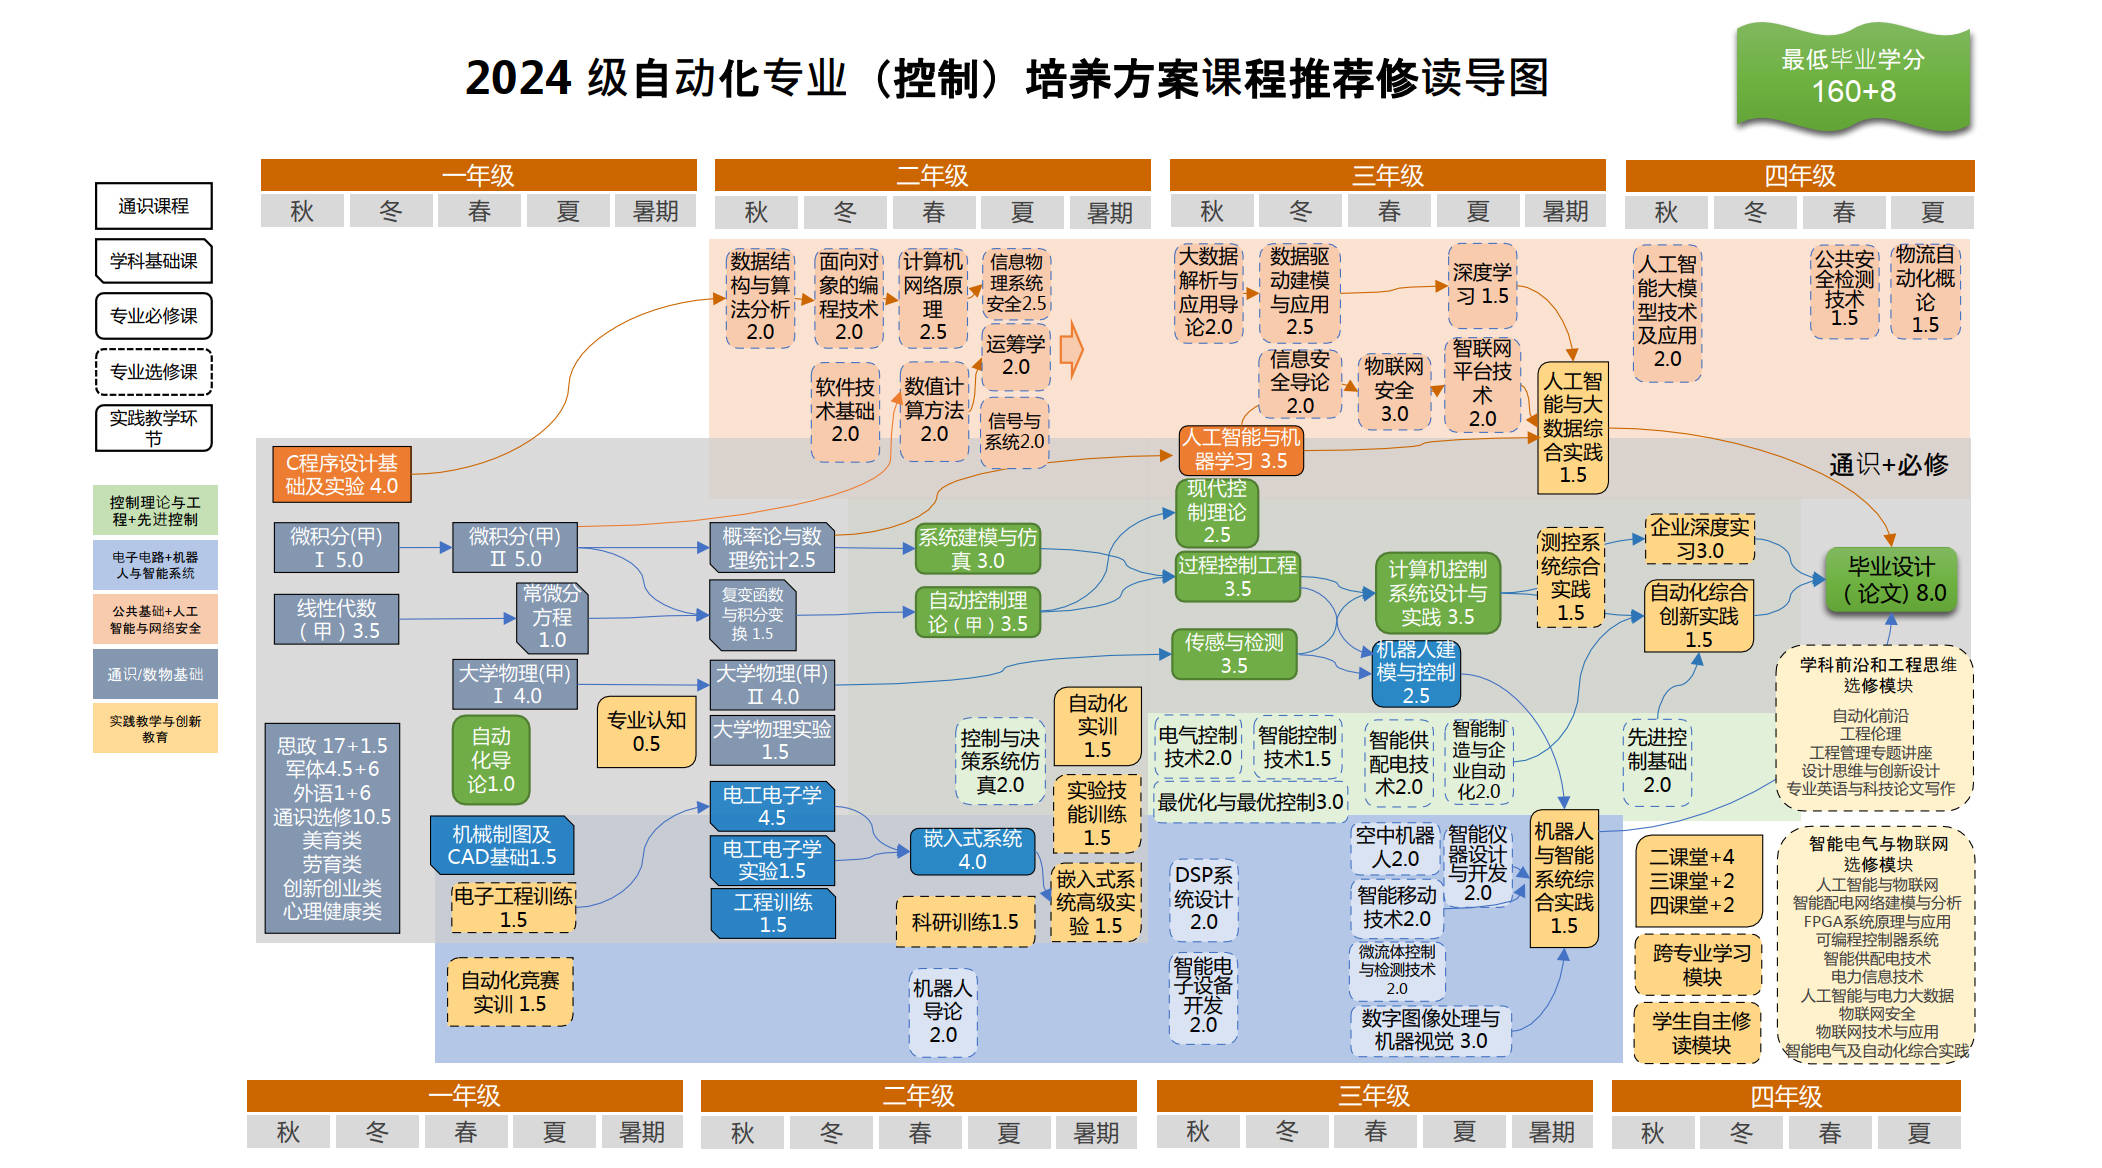 2024 级自动化专业（控制）培养方案课程推荐修读导图
最低毕业学分
160+8
一年级
二年级
三年级
四年级
秋
冬
春
夏
暑期
秋
冬
春
夏
暑期
秋
冬
春
夏
暑期
秋
冬
春
夏
通识课程
学科基础课
专业必修课
专业选修课
实践教学环
节
控制理论与工
程+先进控制
电子电路+机器
人与智能系统
公共基础+人工
智能与网络安全
通识/数物基础
实践教学与创新
教育
数据结
构与算
法分析
2.0
面向对
象的编
程技术
2.0
计算机
网络原
理
2.5
信息物
理系统
安全2.5
运筹学
2.0
软件技
术基础
2.0
数值计
算方法
2.0
信号与
系统2.0
大数据
解析与
应用导
论2.0
数据驱
动建模
与应用
2.5
深度学
习 1.5
信息安
全导论
2.0
物联网
安全
3.0
智联网
平台技
术
2.0
人工智
能与大
数据综
合实践
1.5
人工智
能大模
型技术
及应用
2.0
公共安
全检测
技术
1.5
物流自
动化概
论
1.5
通识+必修
C程序设计基
础及实验 4.0
人工智能与机
器学习 3.5
微积分(甲)
Ⅰ 5.0
微积分(甲)
Ⅱ 5.0
概率论与数
理统计2.5
系统建模与仿
真 3.0
现代控
制理论
2.5
线性代数
（甲）3.5
常微分
方程
1.0
复变函数
与积分变
换 1.5
自动控制理
论（甲）3.5
过程控制工程
3.5
计算机控制
系统设计与
实践 3.5
测控系
统综合
实践
1.5
企业深度实
习3.0
自动化综合
创新实践
1.5
毕业设计
（论文) 8.0
大学物理(甲)
Ⅰ 4.0
大学物理(甲)
Ⅱ 4.0
传感与检测
3.5
机器人建
模与控制
2.5
思政 17+1.5
军体4.5+6
外语1+6
通识选修10.5
美育类
劳育类
创新创业类
心理健康类
自动
化导
论1.0
专业认知
0.5
大学物理实验
1.5
控制与决
策系统仿
真2.0
自动化
实训
1.5
电气控制
技术2.0
智能控制
技术1.5
最优化与最优控制3.0
智能供
配电技
术2.0
智能制
造与企
业自动
化2.0
先进控
制基础
2.0
学科前沿和工程思维
选修模块
自动化前沿
工程伦理
工程管理专题讲座
设计思维与创新设计
专业英语与科技论文写作
机械制图及
CAD基础1.5
电工电子学
4.5
电工电子学
实验1.5
工程训练
1.5
电子工程训练
1.5
嵌入式系统
4.0
科研训练1.5
实验技
能训练
1.5
嵌入式系
统高级实
验 1.5
DSP系
统设计
2.0
空中机器
人2.0
智能仪
器设计
与开发
2.0
智能移动
技术2.0
机器人
与智能
系统综
合实践
1.5
二课堂+4
三课堂+2
四课堂+2
跨专业学习
模块
学生自主修
读模块
智能电气与物联网
选修模块
人工智能与物联网
智能配电网络建模与分析
FPGA系统原理与应用
可编程控制器系统
智能供配电技术
电力信息技术
人工智能与电力大数据
物联网安全
物联网技术与应用
智能电气及自动化综合实践
自动化竞赛
实训 1.5
机器人
导论
2.0
智能电
子设备
开发
2.0
微流体控制
与检测技术
2.0
数字图像处理与
机器视觉 3.0
一年级
二年级
三年级
四年级
秋
冬
春
夏
暑期
秋
冬
春
夏
暑期
秋
冬
春
夏
暑期
秋
冬
春
夏